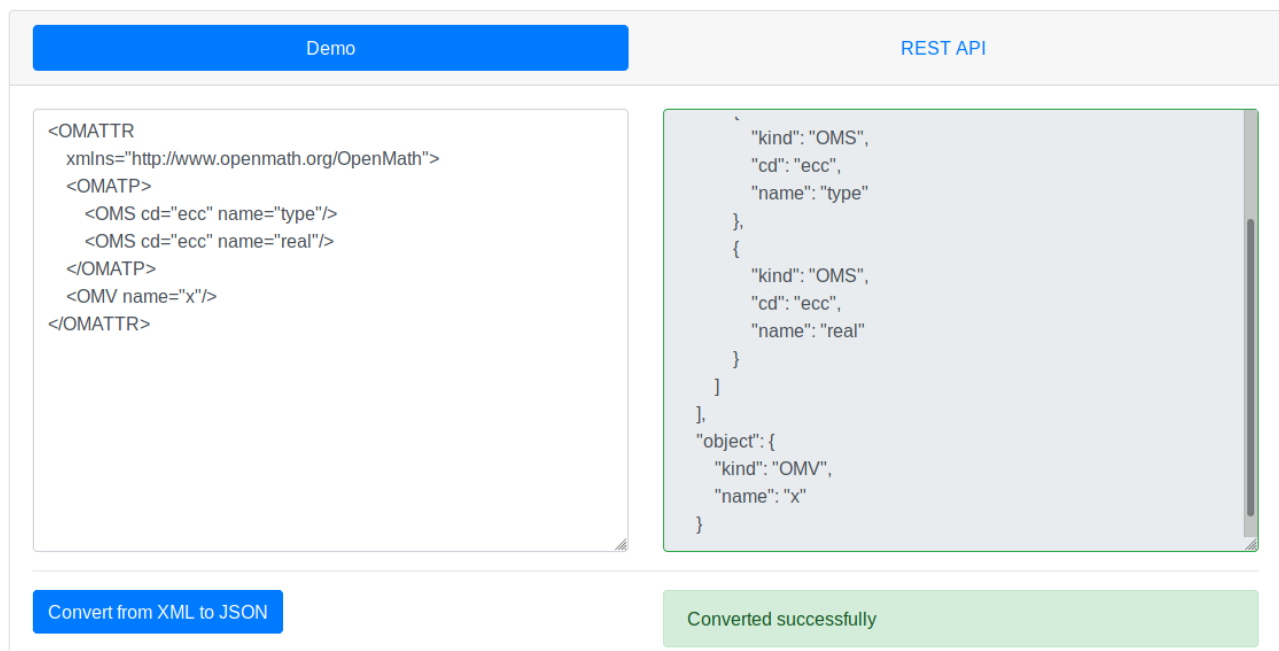 Demo
REST API
<OMATTR
xmlns="http://www.openmath.org/OpenMath">
<OMATP>
<OMS cd="ecc" name="type"/>
<OMS cd="ecc" name="real"/>
</OMATP>
<OMV name="x"/>
</OMATTR>
"kind": "OMS",
"cd": "ecc",
"name": "type"
},
{
"kind": "OMS",
"cd": "ecc",
"name": "real"
}
]
],
"object": {
"kind": "OMV",
"name": "x"
}
Convert from XML to JSON
Converted successfully